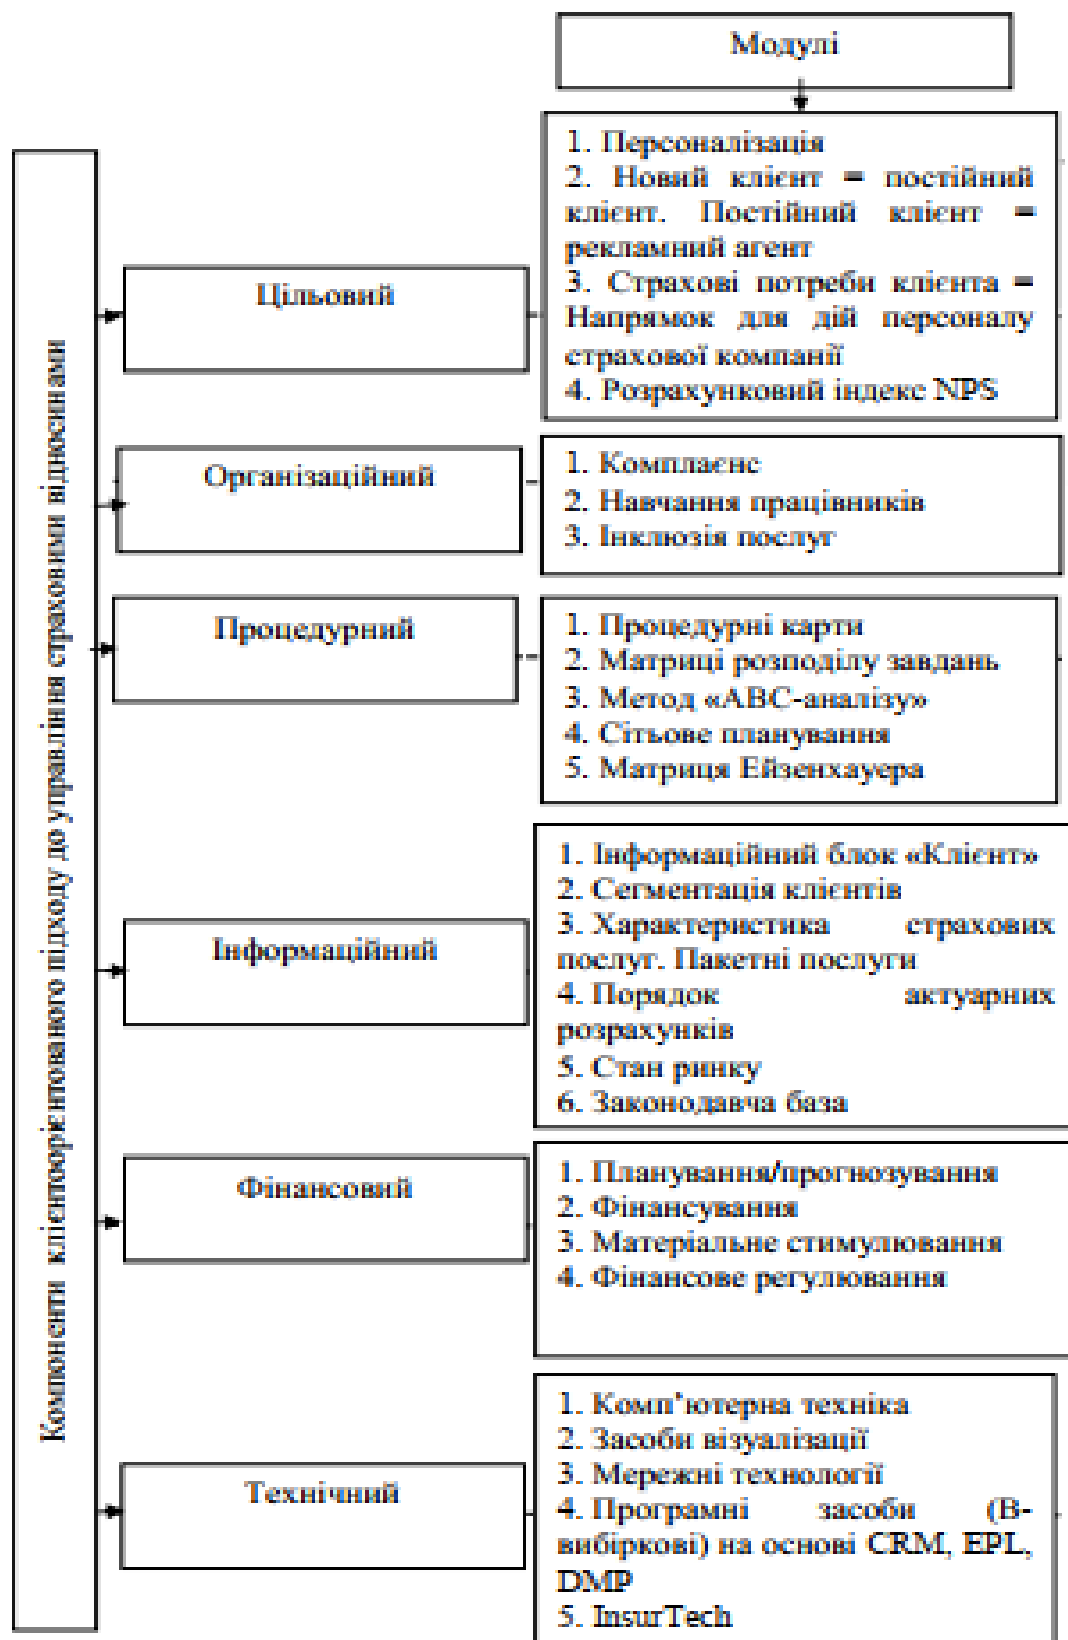 Модулі
Компоненти клієнтоорієнтованого підходу до управління страховими відносинами
Цільовий
1. Персоналізація
2. Новий клієнт = постійний
клієнт. Постійний клієнт =
рекламний агент
3. Страхові потреби клієнта =
Напрямок для дій персоналу
страхової компанії
4. Розрахунковий індекс NPS
Організаційний
1. Комплаєнс
2. Навчання працівників
3. Інклюзія послуг
Процедурний
1. Процедурні карти
2. Матриці розподілу завдань
3. Метод «АВС-аналізу»
4. Сітьове планування
5. Матриця Ейзенхауера
Інформаційний
1. Інформаційний блок «Клієнт»
2. Сегментація клієнтів
3. Характеристика страхових
послуг. Пакетні послуги
4. Порядок актуарних
розрахунків
5. Стан ринку
6. Законодавча база
Фінансовий
1. Планування/прогнозування
2. Фінансування
3. Матеріальне стимулювання
4. Фінансове регулювання
Технічний
1. Комп’ютерна техніка
2. Засоби візуалізації
3. Мережні технології
4. Програмні засоби (В-
вибіркові) на основі CRM, EPL,
DMP
5. InsurTech